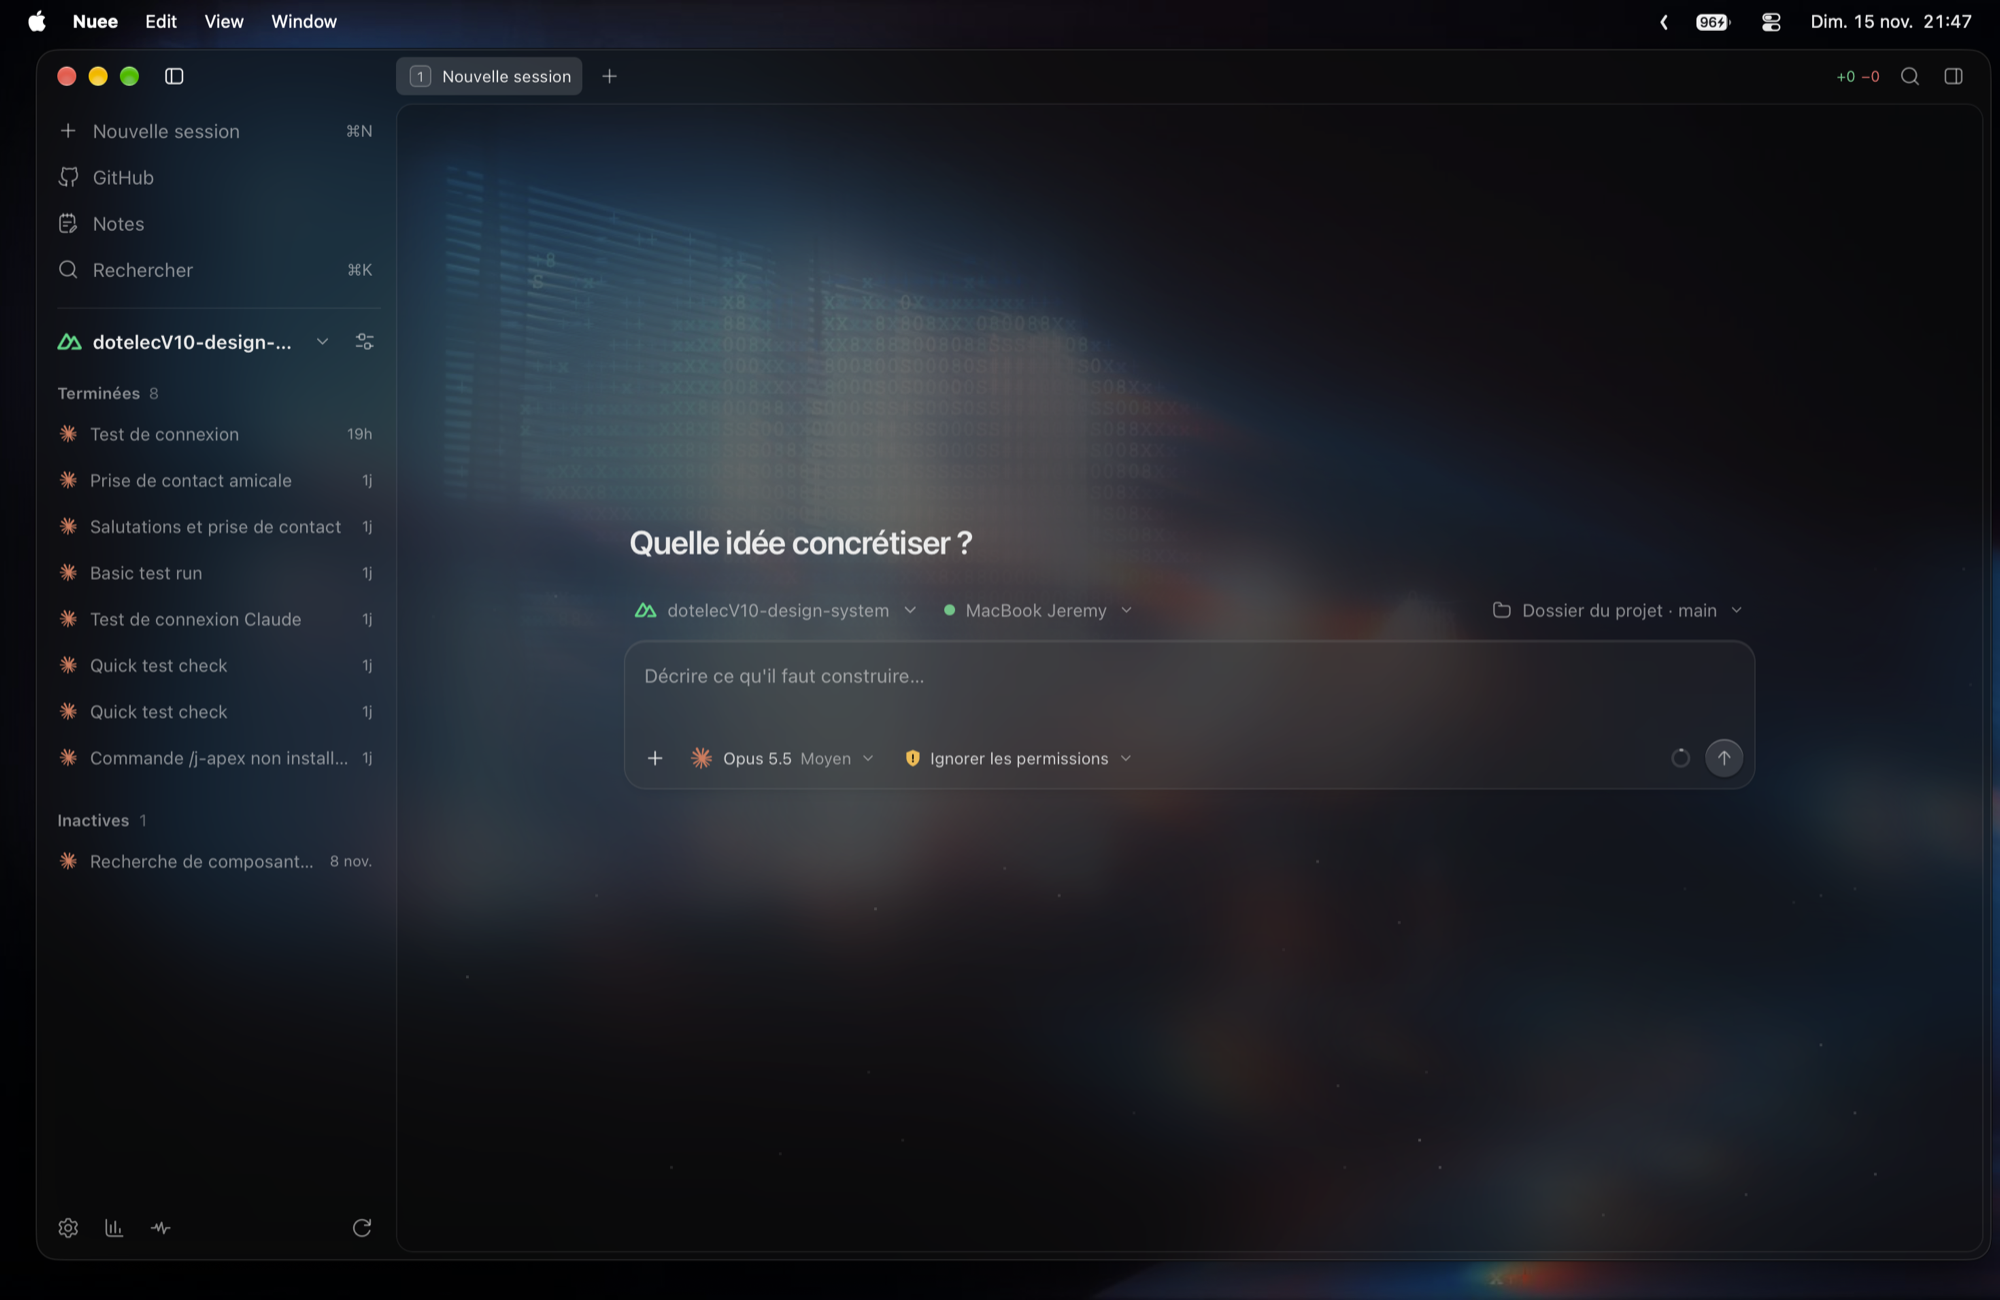 Nuee Edit View Window
96 Dim. 15 nov. 21:47
1 Nouvelle session
+0 −0
Nouvelle session ⌘N
GitHub
Notes
Rechercher ⌘K
dotelecV10-design-...
Terminées 8
Test de connexion 19h
Prise de contact amicale 1j
Salutations et prise de contact 1j
Basic test run 1j
Test de connexion Claude 1j
Quick test check 1j
Quick test check 1j
Commande /j-apex non install... 1j
Inactives 1
Recherche de composant... 8 nov.
Quelle idée concrétiser ?
dotelecV10-design-system MacBook Jeremy Dossier du projet · main
Décrire ce qu'il faut construire...
Opus 5.5 Moyen Ignorer les permissions